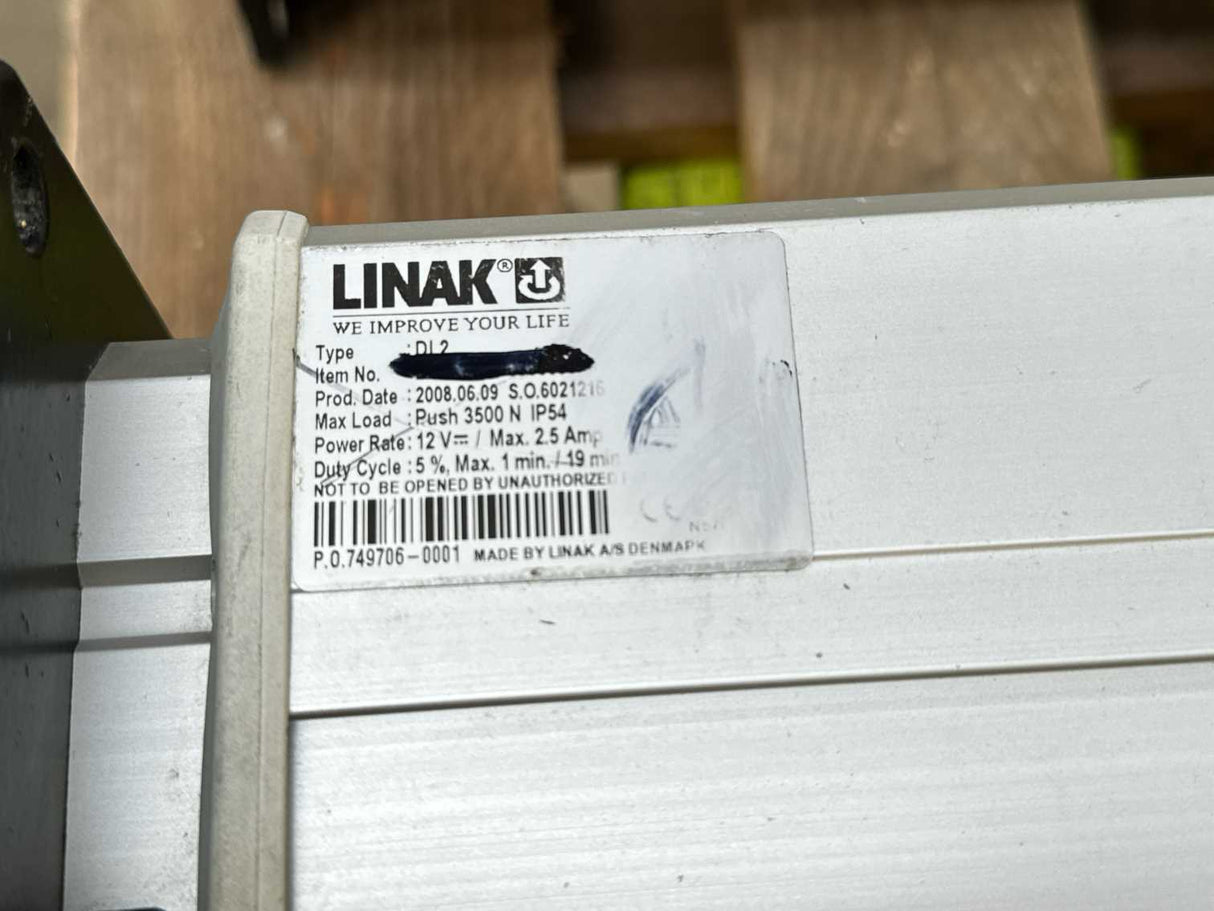 LINAK®
WE IMPROVE YOUR LIFE
Type : DL2
Item No.
Prod. Date : 2008.06.09 S.O.6021216
Max Load : Push 3500 N IP54
Power Rate : 12 V⎓ / Max. 2.5 Amp
Duty Cycle : 5 %, Max. 1 min. / 19 min
NOT TO BE OPENED BY UNAUTHORIZED
CE
P.O.749706-0001 MADE BY LINAK A/S DENMARK